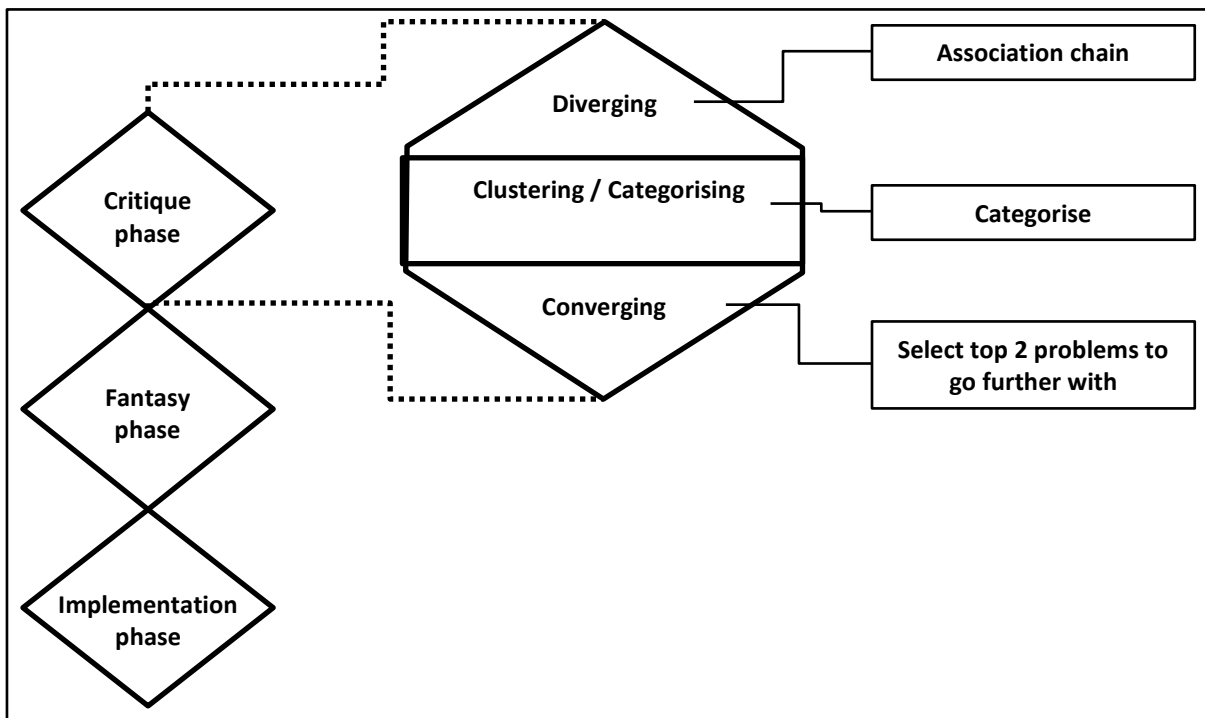 Critique
phase
Fantasy
phase
Implementation
phase
Diverging
Clustering / Categorising
Converging
Association chain
Categorise
Select top 2 problems to
go further with